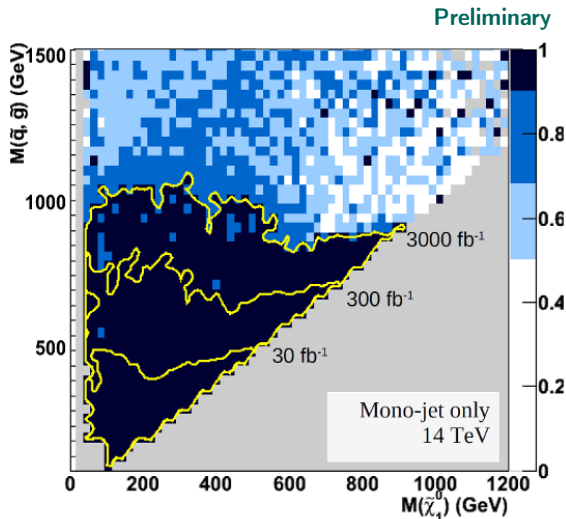 Preliminary
M(q̃, g̃) (GeV)
1500
1000
500
3000 fb⁻¹
300 fb⁻¹
30 fb⁻¹
Mono-jet only
14 TeV
0 200 400 600 800 1000 1200
M(χ̃⁰₁) (GeV)
1
0.8
0.6
0.4
0.2
0